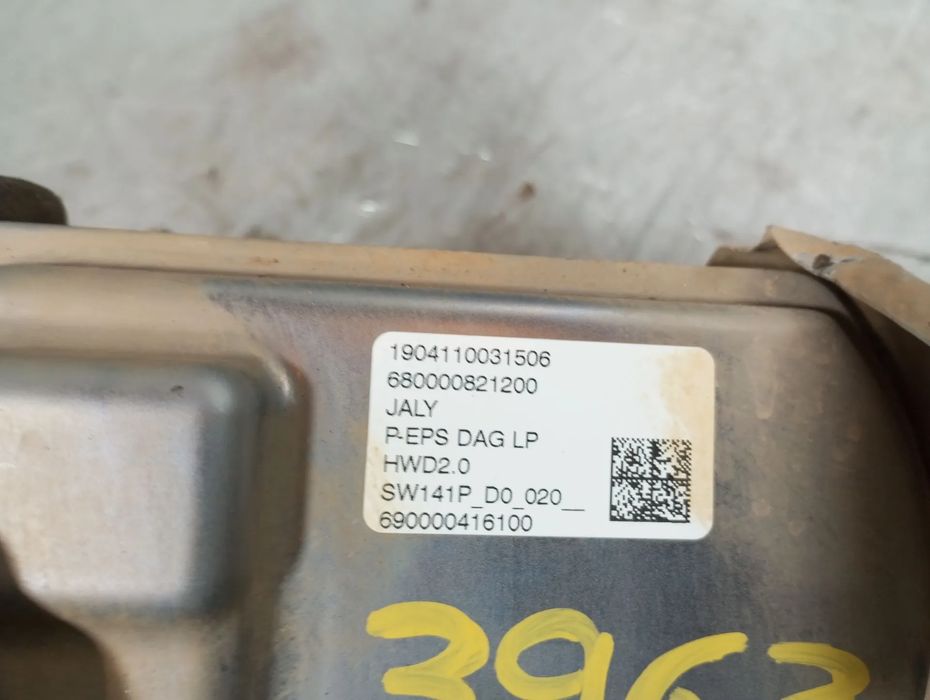 1904110031506
680000821200
JALY
P-EPS DAG LP
HWD2.0
SW141P_D0_020__
690000416100
3963